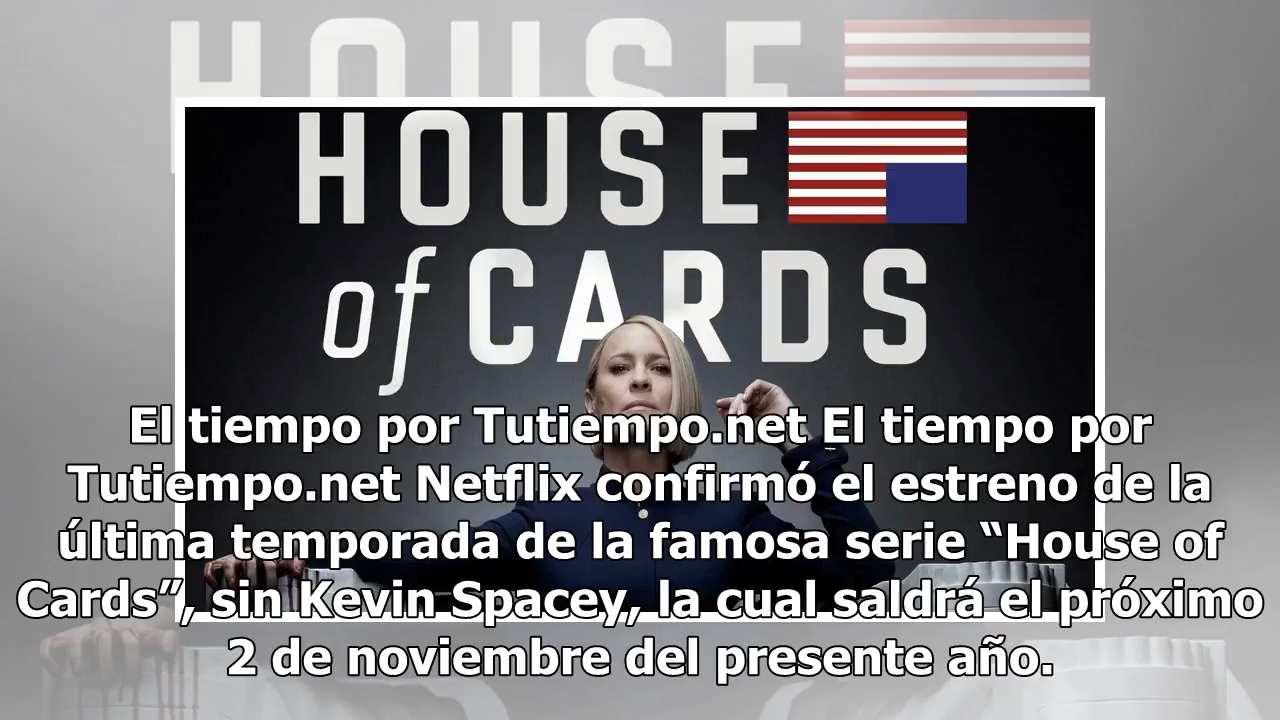 HOUSE
HOUSE
of CARDS
El tiempo por Tutiempo.net El tiempo por
Tutiempo.net Netflix confirmó el estreno de la
última temporada de la famosa serie “House of
Cards”, sin Kevin Spacey, la cual saldrá el próximo
2 de noviembre del presente año.